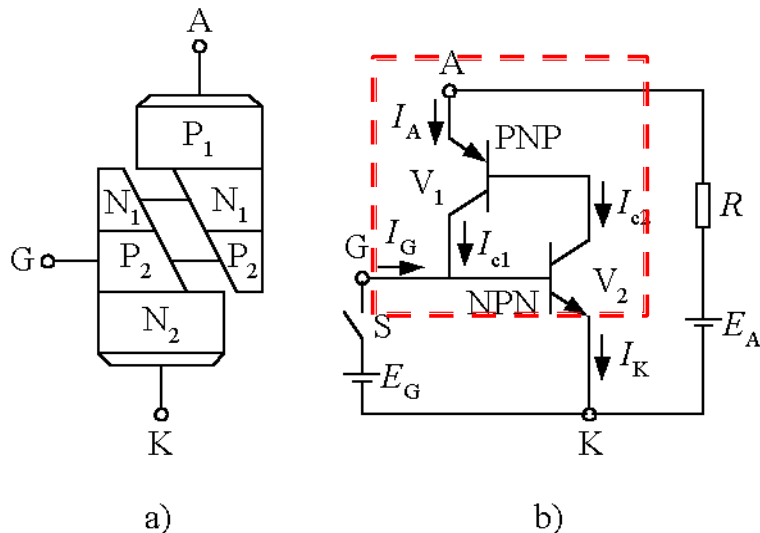 A
P1
N1
N1
P2
P2
G
N2
K
a)
A
IA
PNP
V1
IG
Ic1
Ic2
R
G
NPN
V2
S
EG
IK
EA
K
b)